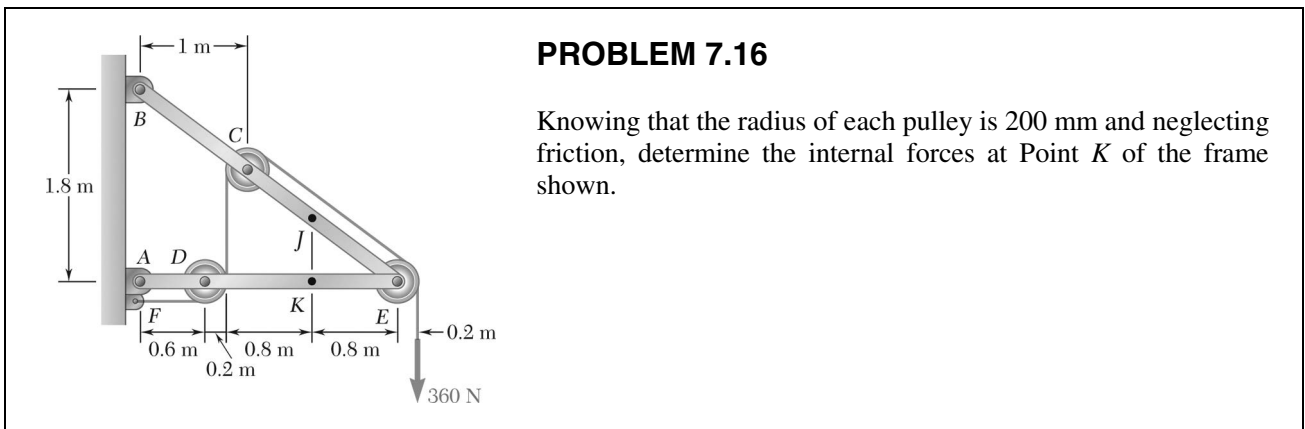 PROBLEM 7.16
Knowing that the radius of each pulley is 200 mm and neglecting
friction, determine the internal forces at Point K of the frame
shown.
1 m
B
C
1.8 m
J
A D
F
K
E
0.6 m
0.2 m
0.8 m
0.8 m
0.2 m
360 N